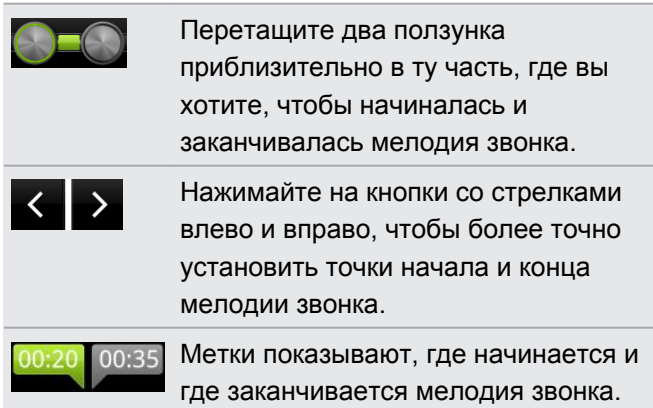 Перетащите два ползунка
приблизительно в ту часть, где вы
хотите, чтобы начиналась и
заканчивалась мелодия звонка.
Нажимайте на кнопки со стрелками
влево и вправо, чтобы более точно
установить точки начала и конца
мелодии звонка.
00:20 00:35 Метки показывают, где начинается и
где заканчивается мелодия звонка.